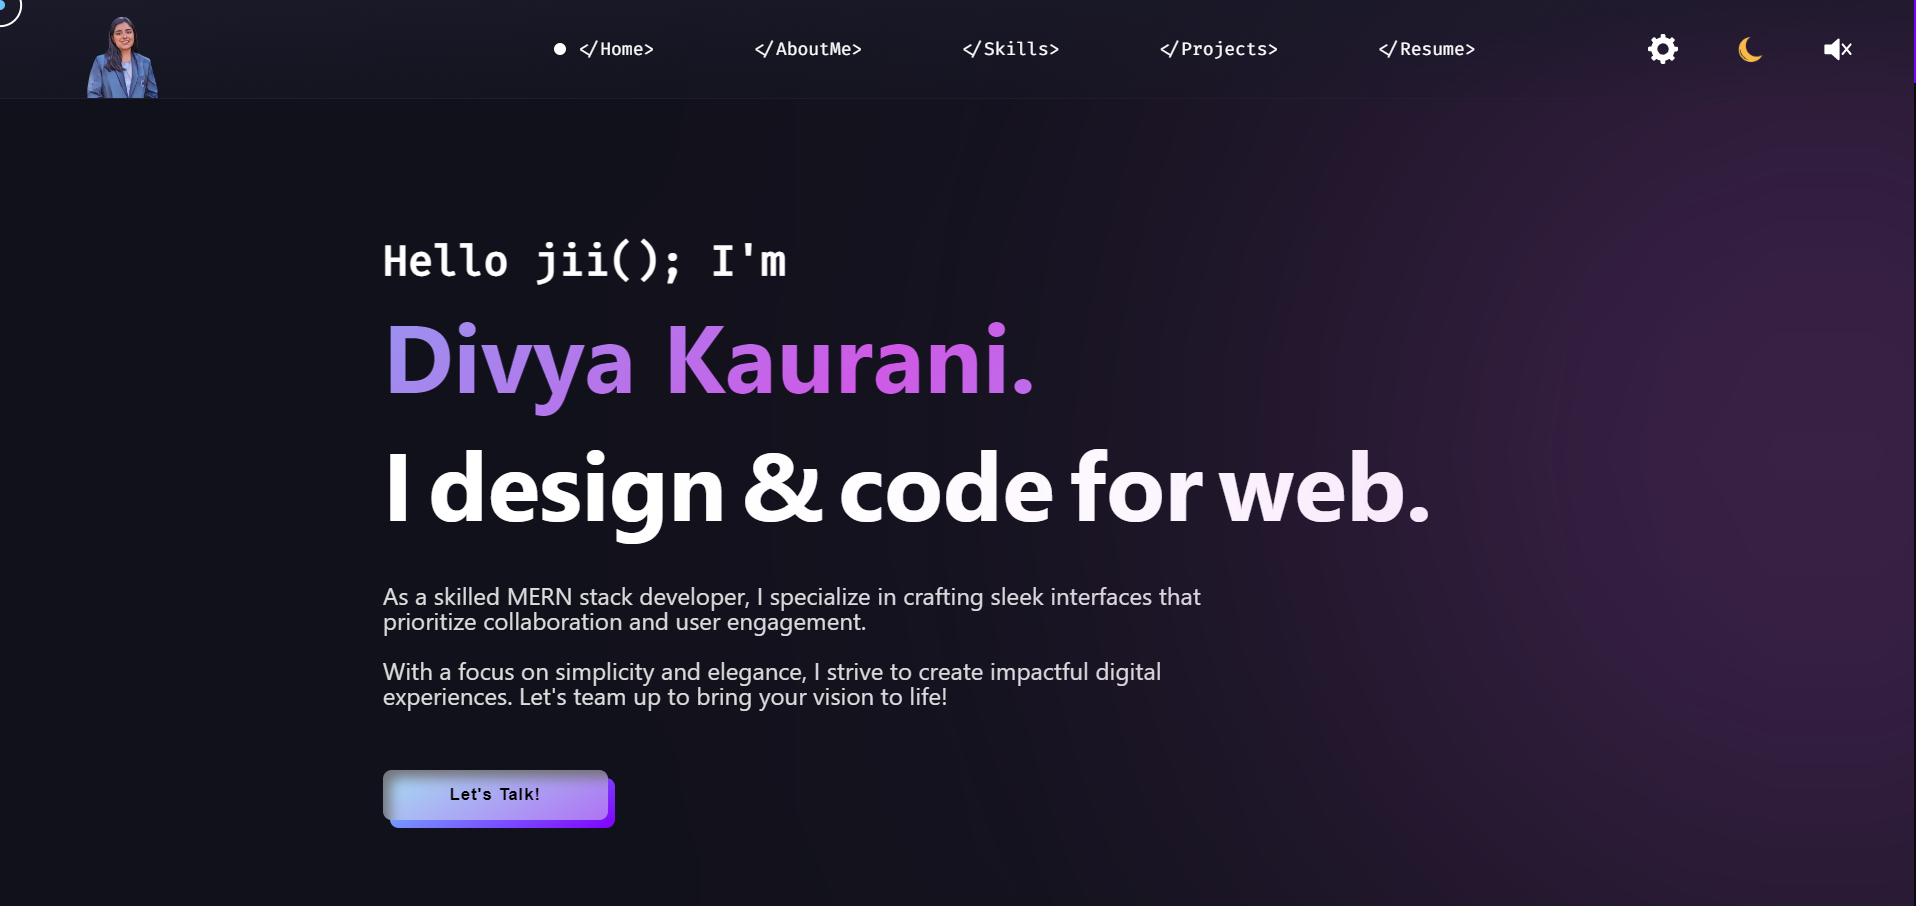 </Home> </AboutMe> </Skills> </Projects> </Resume>
Hello jii(); I'm
Divya Kaurani.
I design & code for web.
As a skilled MERN stack developer, I specialize in crafting sleek interfaces that
prioritize collaboration and user engagement.
With a focus on simplicity and elegance, I strive to create impactful digital
experiences. Let's team up to bring your vision to life!
Let's Talk!